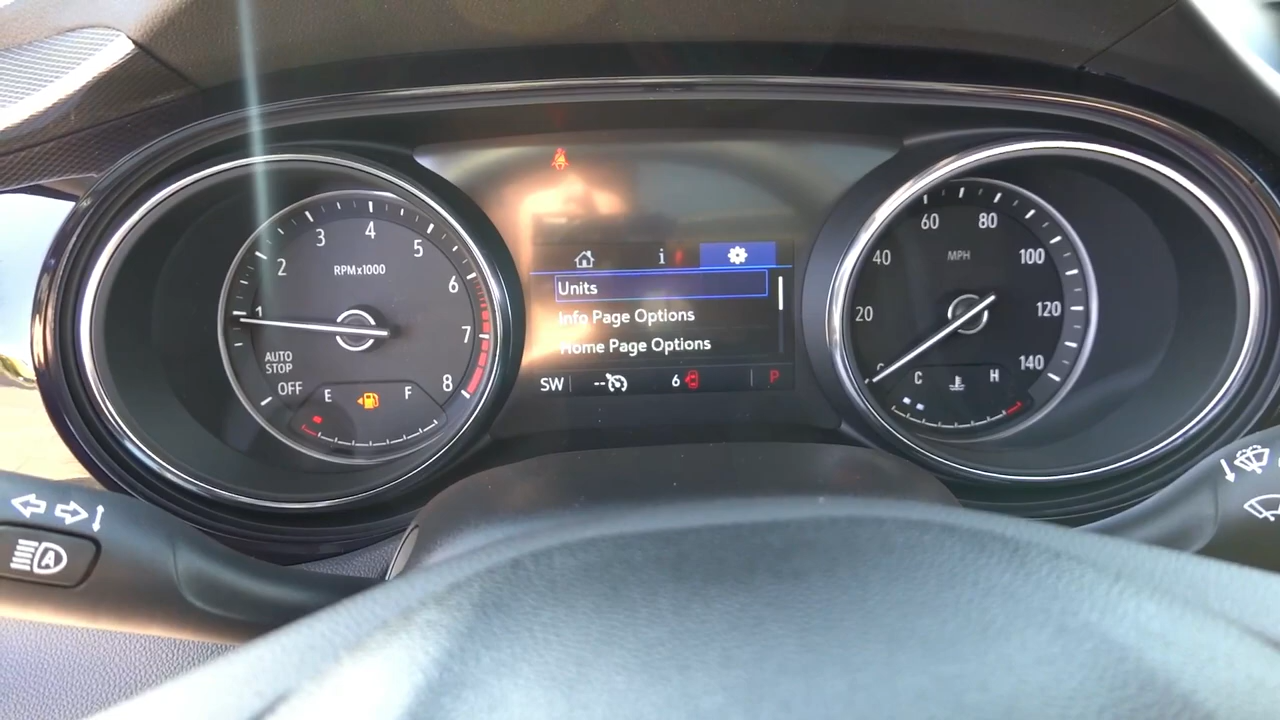 1
2
3
4
5
6
7
8
RPMx1000
AUTO
STOP
OFF
E
F
i
Units
Info Page Options
Home Page Options
SW
--
6
P
0
20
40
60
80
100
120
140
MPH
C
H
A